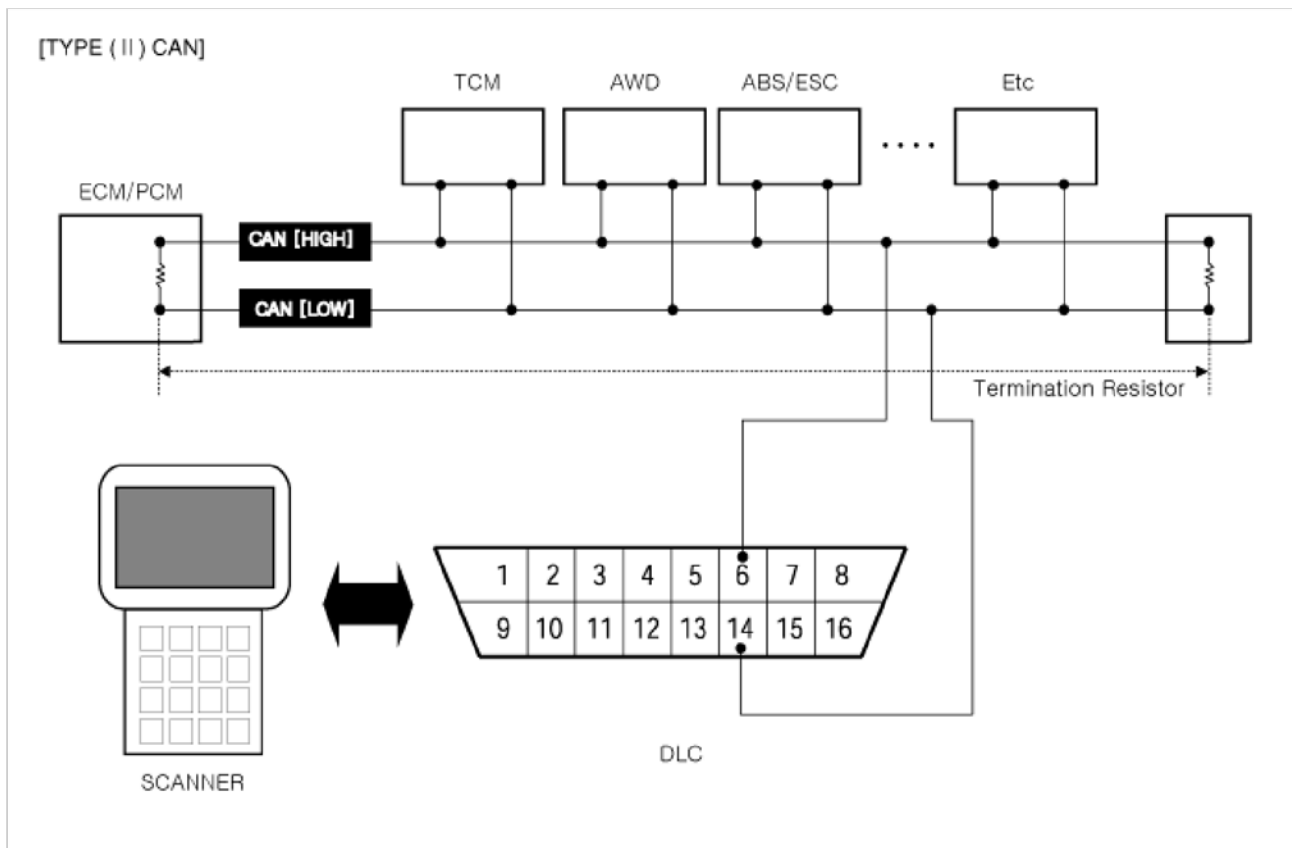 [TYPE (II) CAN]
TCM
AWD
ABS/ESC
Etc
ECM/PCM
CAN [HIGH]
CAN [LOW]
Termination Resistor
1 2 3 4 5 6 7 8
9 10 11 12 13 14 15 16
DLC
SCANNER